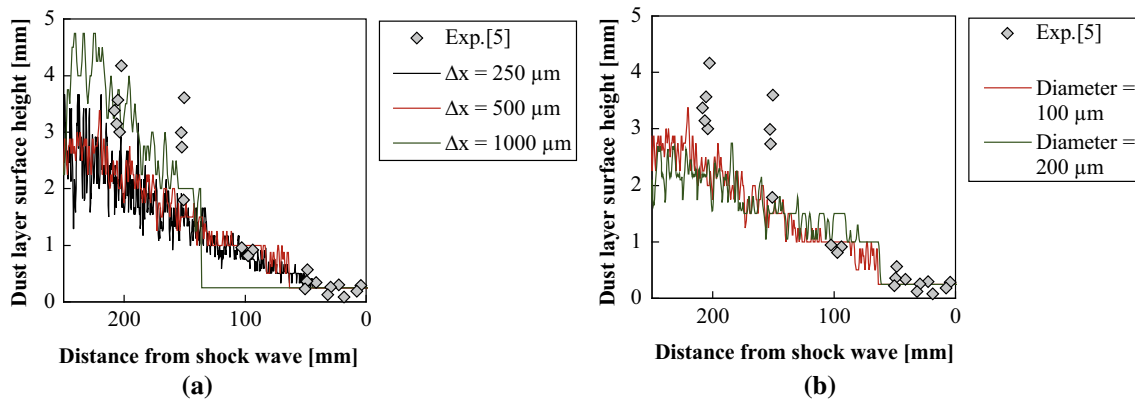 5
4
3
2
1
0
Dust layer surface height [mm]
200
100
0
Distance from shock wave [mm]
Exp.[5]
Δx = 250 µm
Δx = 500 µm
Δx = 1000 µm
(a)
5
4
3
2
1
0
Dust layer surface height [mm]
200
100
0
Distance from shock wave [mm]
Exp.[5]
Diameter =
100 µm
Diameter =
200 µm
(b)